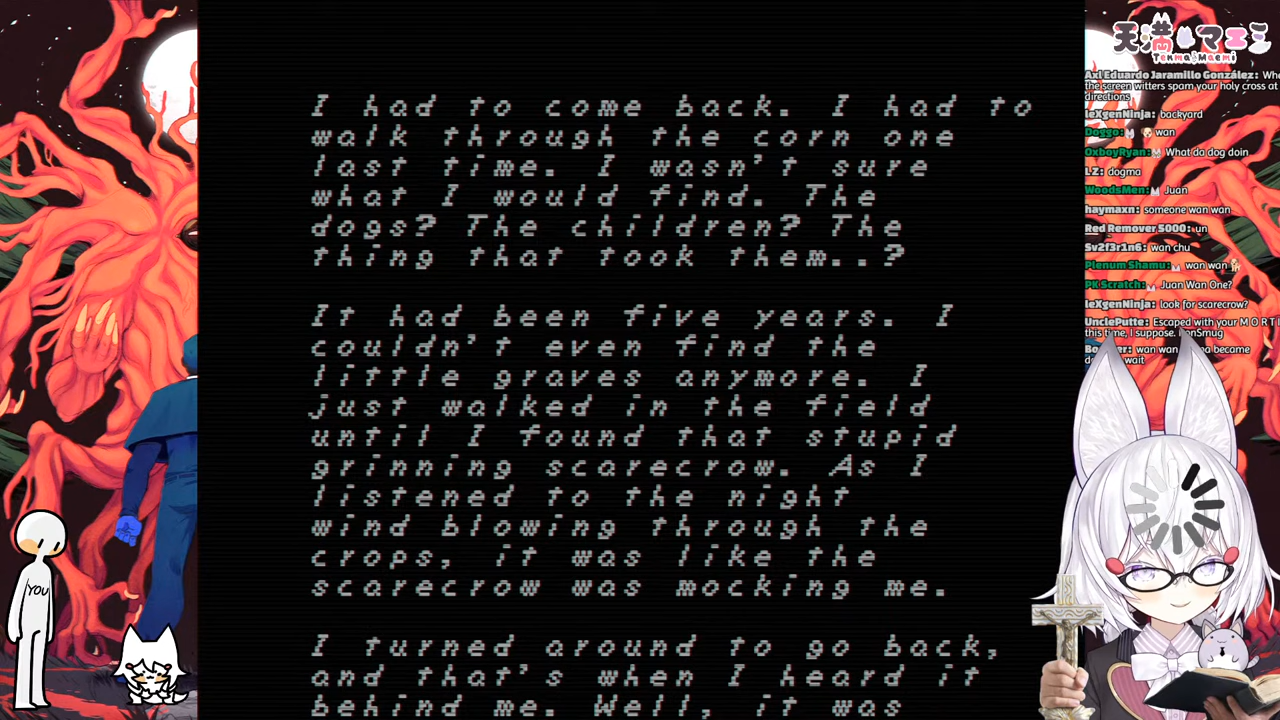 I had to come back. I had to
walk through the corn one
last time. I wasn't sure
what I would find. The
dogs? The children? The
thing that took them..?
It had been five years. I
couldn't even find the
little graves anymore. I
just walked in the field
until I found that stupid
grinning scarecrow. As I
listened to the night
wind blowing through the
crops, it was like the
scarecrow was mocking me.
I turned around to go back,
and that's when I heard it
behind me. Well, it was
天満マエミ
Tenma Maemi
Axl Eduardo Jaramillo González:
the screen witters spam your holy cross at
directions
leXgenNinja: backyard
Doggo: wan
OxboyRyan: What da dog doin
LZ: dogma
WoodsMen: Juan
haymaxn: someone wan wan
Red Remover 5000: un
Sv2f3r1n6: wan chu
Plenum Shamu: wan wan
PK Scratch: Juan Wan One?
leXgenNinja: look for scarecrow?
UnclePutte: Escaped with your M O R T
this time, I suppose.
wan wan became
wait
YOU